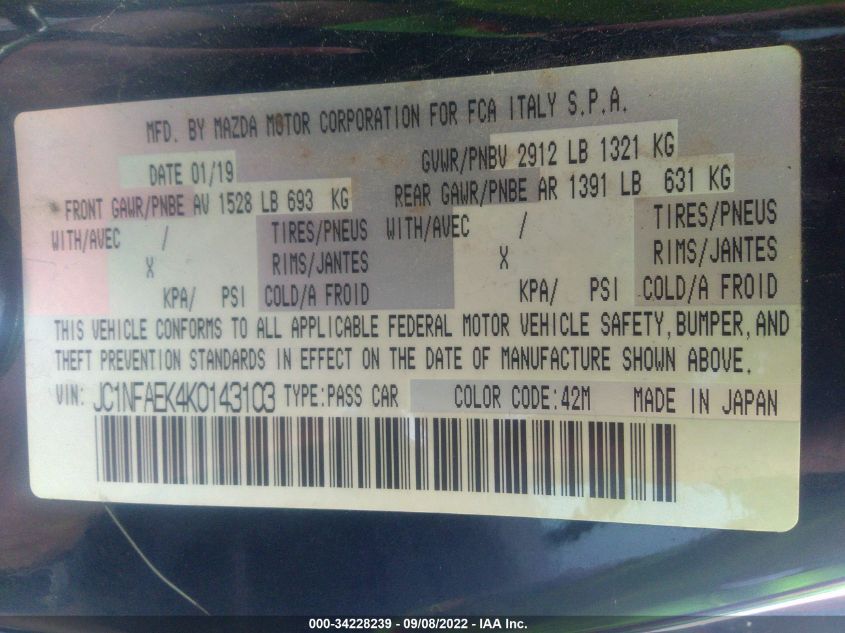 MFD. BY MAZDA MOTOR CORPORATION FOR FCA ITALY S.P.A.
DATE 01/19 GVWR/PNBV 2912 LB 1321 KG
FRONT GAWR/PNBE AV 1528 LB 693 KG REAR GAWR/PNBE AR 1391 LB 631 KG
WITH/AVEC / TIRES/PNEUS WITH/AVEC / TIRES/PNEUS
X RIMS/JANTES X RIMS/JANTES
KPA/ PSI COLD/A FROID KPA/ PSI COLD/A FROID
THIS VEHICLE CONFORMS TO ALL APPLICABLE FEDERAL MOTOR VEHICLE SAFETY, BUMPER, AND
THEFT PREVENTION STANDARDS IN EFFECT ON THE DATE OF MANUFACTURE SHOWN ABOVE.
VIN: JC1NFAEK4K0143103 TYPE:PASS CAR COLOR CODE:42M MADE IN JAPAN
000-34228239 - 09/08/2022 - IAA Inc.